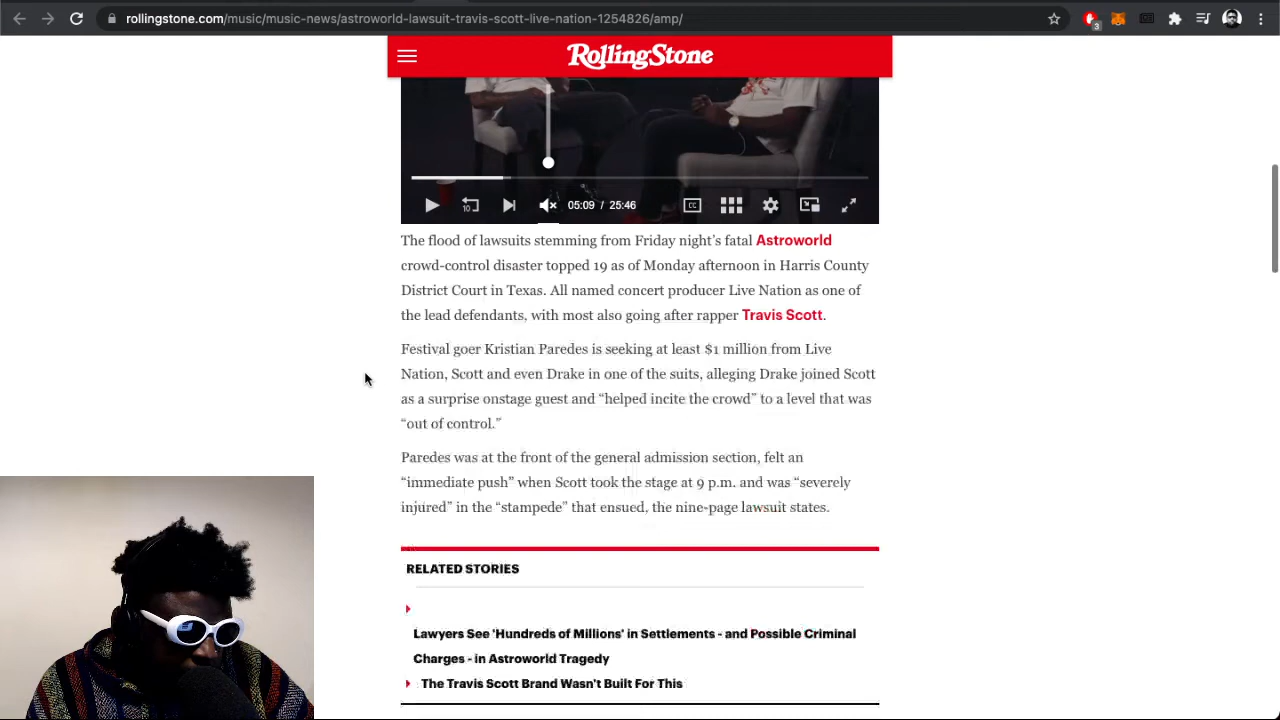 rollingstone.com/music/music-news/astroworld-lawsuit-travis-scott-live-nation-1254826/amp/
3
RollingStone
10
CC
05:09 / 25:46
The flood of lawsuits stemming from Friday night’s fatal Astroworld
crowd-control disaster topped 19 as of Monday afternoon in Harris County
District Court in Texas. All named concert producer Live Nation as one of
the lead defendants, with most also going after rapper Travis Scott.
Festival goer Kristian Paredes is seeking at least $1 million from Live
Nation, Scott and even Drake in one of the suits, alleging Drake joined Scott
as a surprise onstage guest and “helped incite the crowd” to a level that was
“out of control.”
Paredes was at the front of the general admission section, felt an
“immediate push” when Scott took the stage at 9 p.m. and was “severely
injured” in the “stampede” that ensued, the nine-page lawsuit states.
RELATED STORIES
Lawyers See 'Hundreds of Millions' in Settlements - and Possible Criminal
Charges - in Astroworld Tragedy
The Travis Scott Brand Wasn't Built For This